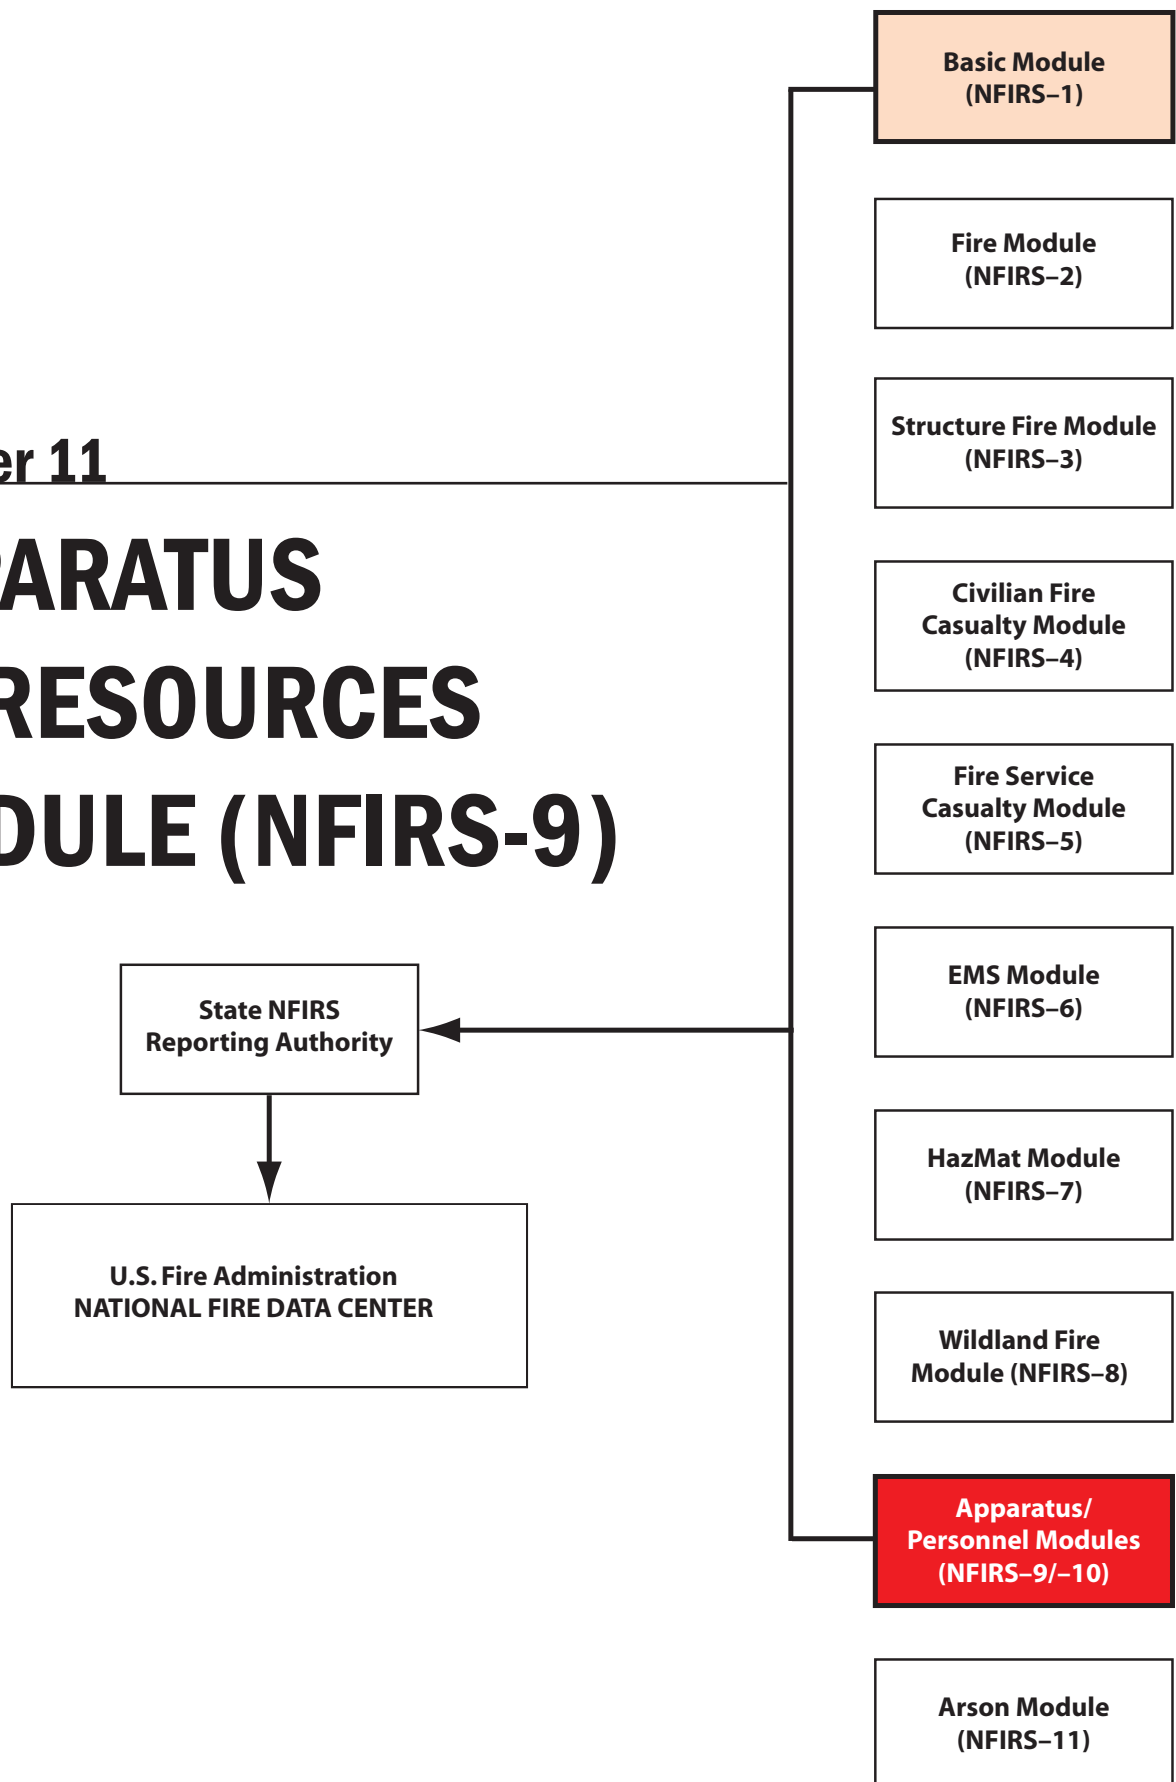 er 11
PARATUS
RESOURCES
DULE (NFIRS-9)
State NFIRS
Reporting Authority
U.S. Fire Administration
NATIONAL FIRE DATA CENTER
Basic Module
(NFIRS–1)
Fire Module
(NFIRS–2)
Structure Fire Module
(NFIRS–3)
Civilian Fire
Casualty Module
(NFIRS–4)
Fire Service
Casualty Module
(NFIRS–5)
EMS Module
(NFIRS–6)
HazMat Module
(NFIRS–7)
Wildland Fire
Module (NFIRS–8)
Apparatus/
Personnel Modules
(NFIRS–9/–10)
Arson Module
(NFIRS–11)